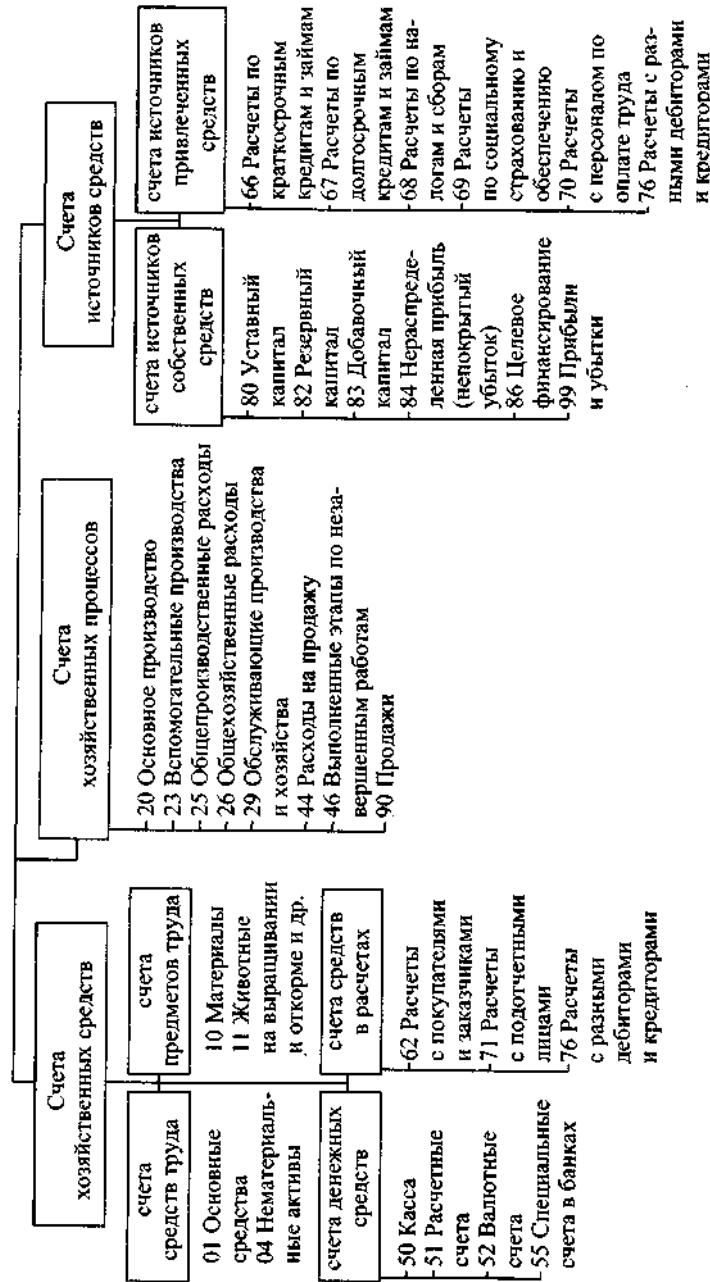 Счета
хозяйственных средств
счета
средств труда
01 Основные
средства
04 Нематериаль-
ные активы
счета
предметов труда
10 Материалы
11 Животные
на выращивании
и откорме и др.
счета денежных
средств
50 Касса
51 Расчетные
счета
52 Валютные
счета
55 Специальные
счета в банках
счета средств
в расчетах
62 Расчеты
с покупателями
и заказчиками
71 Расчеты
с подотчетными
лицами
76 Расчеты
с разными
дебиторами
и кредиторами
Счета
хозяйственных процессов
20 Основное производство
23 Вспомогательные производства
25 Общепроизводственные расходы
26 Общехозяйственные расходы
29 Обслуживающие производства
и хозяйства
44 Расходы на продажу
46 Выполненные этапы по неза-
вершенным работам
90 Продажи
Счета
источников средств
счета источников
собственных
средств
80 Уставный
капитал
82 Резервный
капитал
83 Добавочный
капитал
84 Нераспреде-
ленная прибыль
(непокрытый
убыток)
86 Целевое
финансирование
99 Прибыли
и убытки
счета источников
привлеченных
средств
66 Расчеты по
краткосрочным
кредитам и займам
67 Расчеты по
долгосрочным
кредитам и займам
68 Расчеты по на-
логам и сборам
69 Расчеты
по социальному
страхованию и
обеспечению
70 Расчеты
с персоналом по
оплате труда
76 Расчеты с раз-
ными дебиторами
и кредиторами